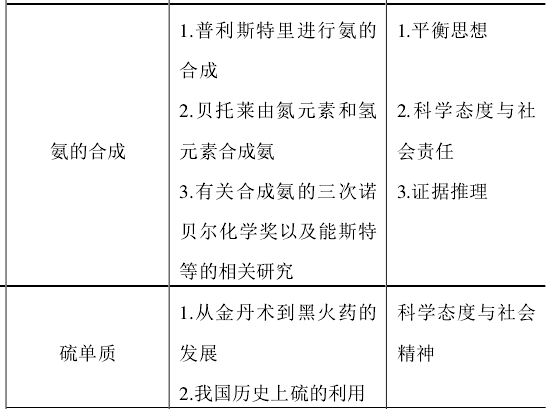 氨的合成
1.普利斯特里进行氨的
合成
2.贝托莱由氮元素和氢
元素合成氨
3.有关合成氨的三次诺
贝尔化学奖以及能斯特
等的相关研究
1.平衡思想
2.科学态度与社
会责任
3.证据推理
硫单质
1.从金丹术到黑火药的
发展
2.我国历史上硫的利用
科学态度与社会
精神